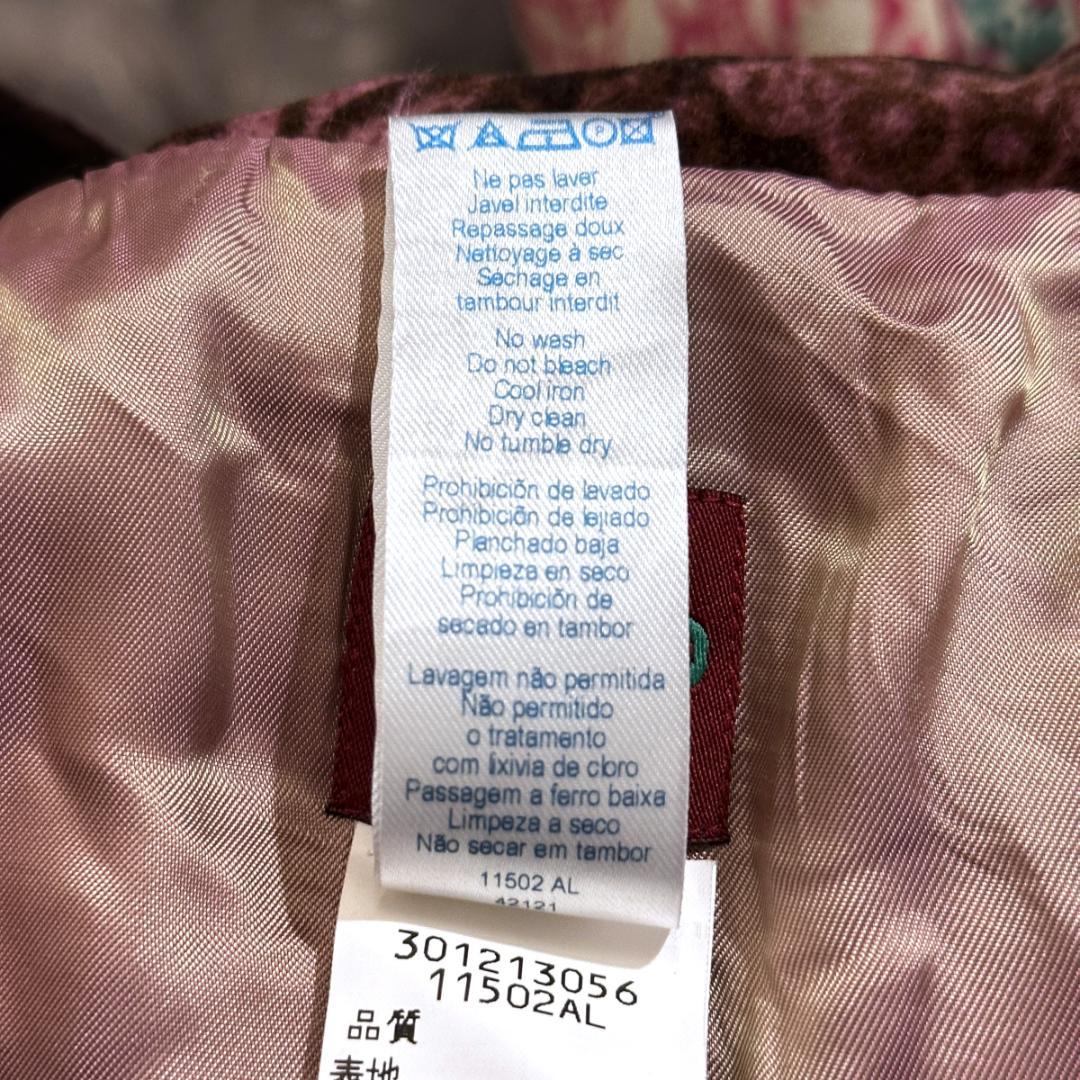 Ne pas laver
Javel interdite
Repassage doux
Nettoyage à sec
Séchage en
tambour interdit
No wash
Do not bleach
Cool iron
Dry clean
No tumble dry
Prohibición de lavado
Prohibición de lejiado
Planchado baja
Limpieza en seco
Prohibición de
secado en tambor
Lavagem não permitida
Não permitido
o tratamento
com lixivia de cloro
Passagem a ferro baixa
Limpeza a seco
Não secar em tambor
11502 AL
42121
301213056
11502AL
品質
表地